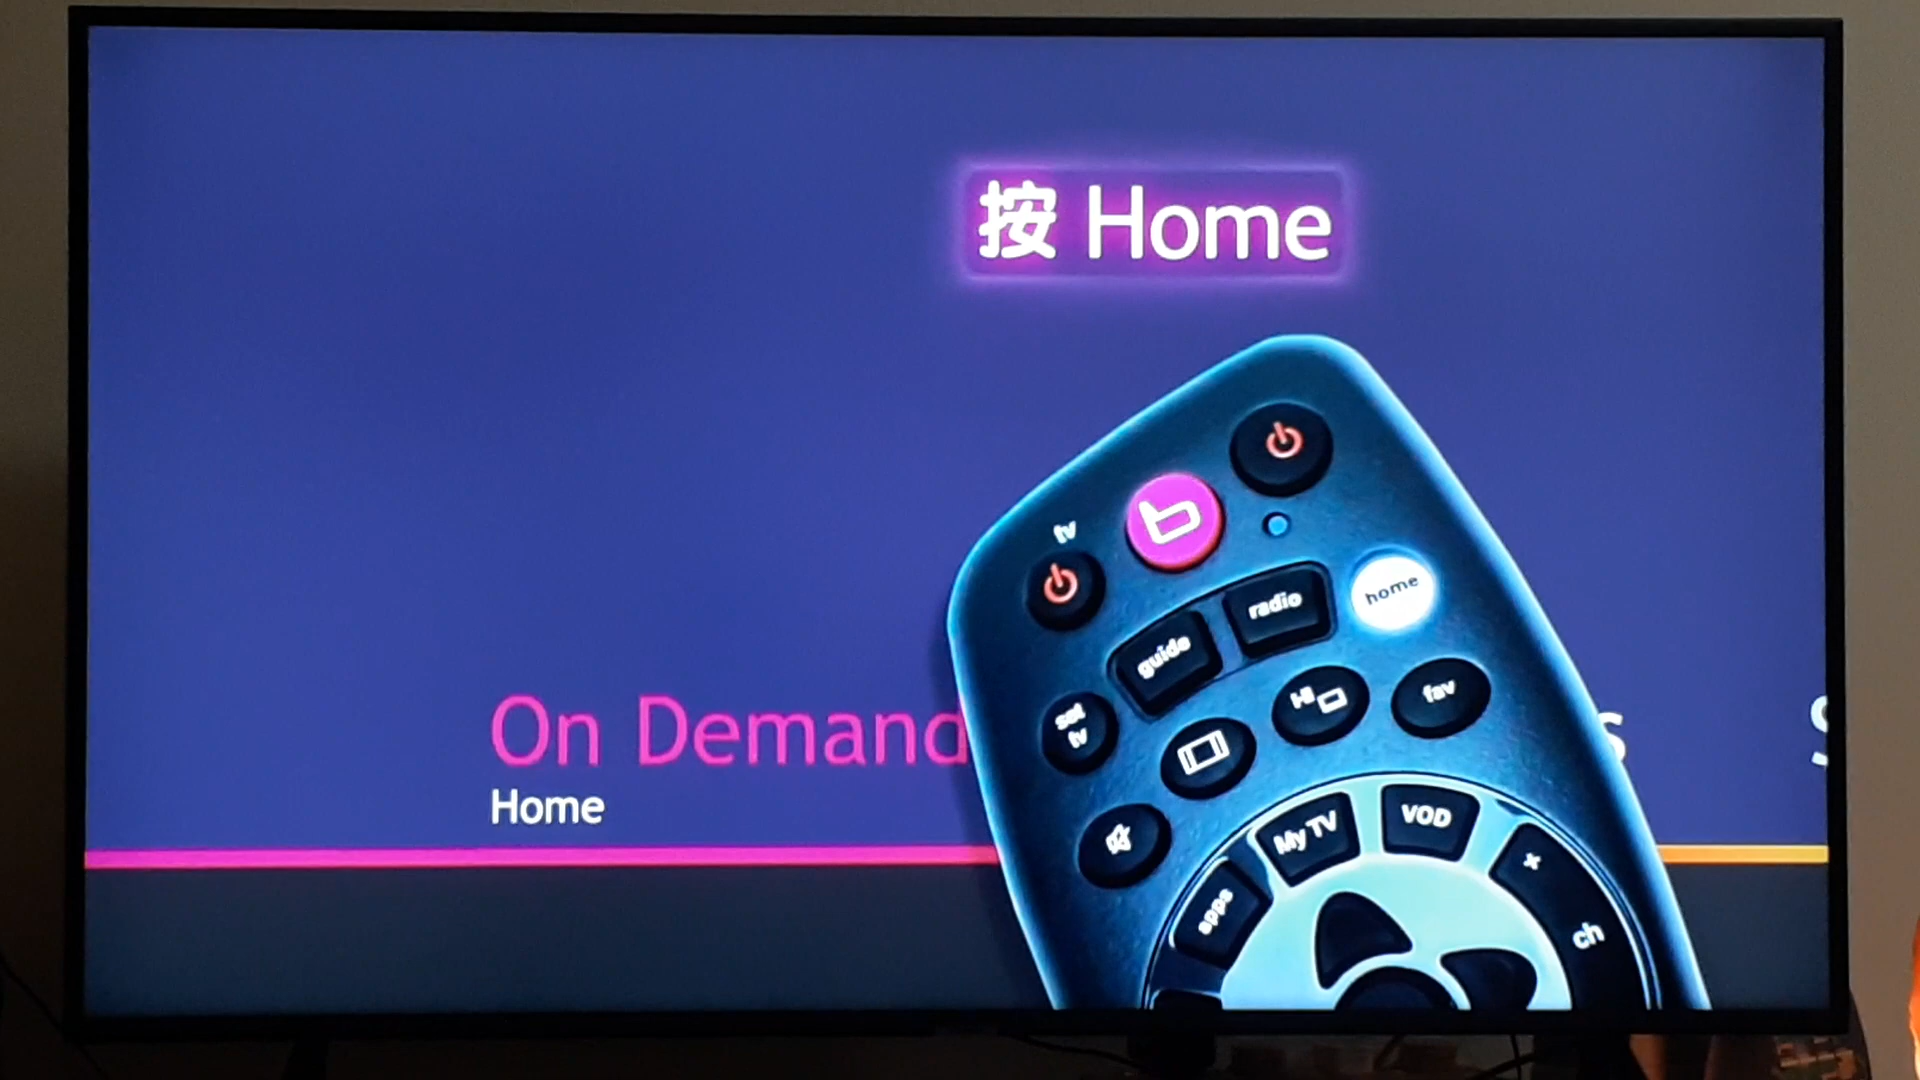 按 Home
tv
home
radio
guide
fav
set
tv
On Demand
Home
My TV
VOD
apps
+
ch